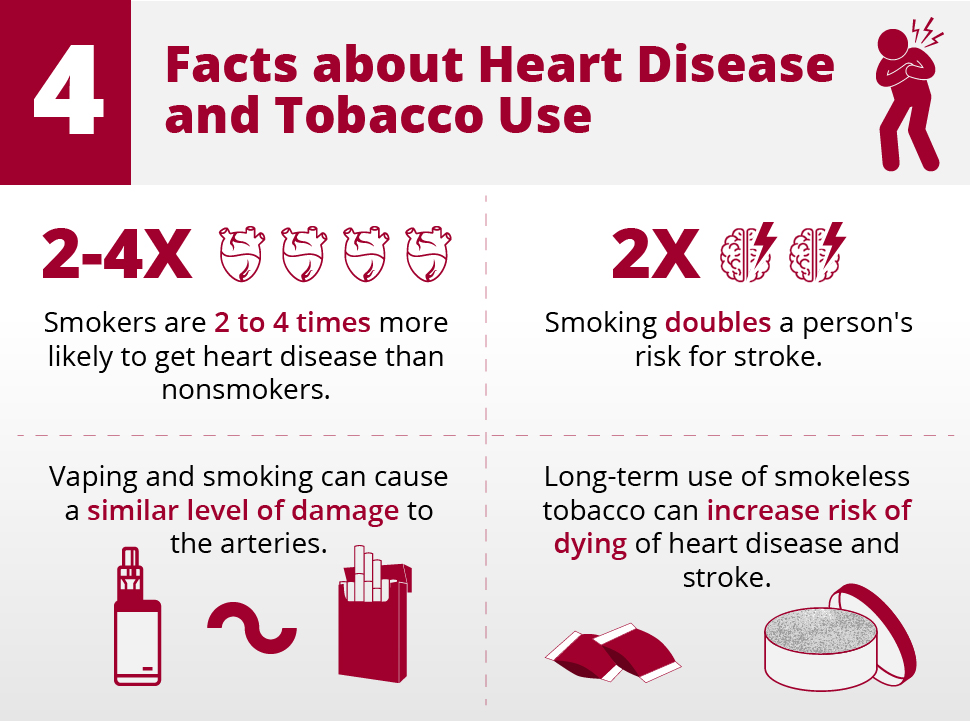 4
Facts about Heart Disease
and Tobacco Use
2-4X
Smokers are 2 to 4 times more
likely to get heart disease than
nonsmokers.
2X
Smoking doubles a person's
risk for stroke.
Vaping and smoking can cause
a similar level of damage to
the arteries.
Long-term use of smokeless
tobacco can increase risk of
dying of heart disease and
stroke.